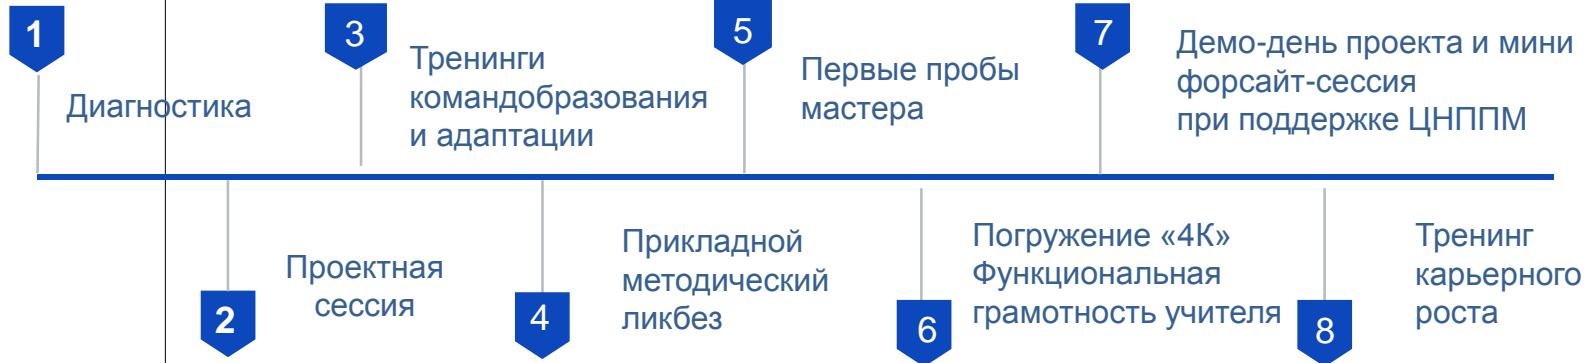 1
Диагностика
2
Проектная
сессия
3
Тренинги
командобразования
и адаптации
4
Прикладной
методический
ликбез
5
Первые пробы
мастера
6
Погружение «4К»
Функциональная
грамотность учителя
7
Демо-день проекта и мини
форсайт-сессия
при поддержке ЦНППМ
8
Тренинг
карьерного
роста